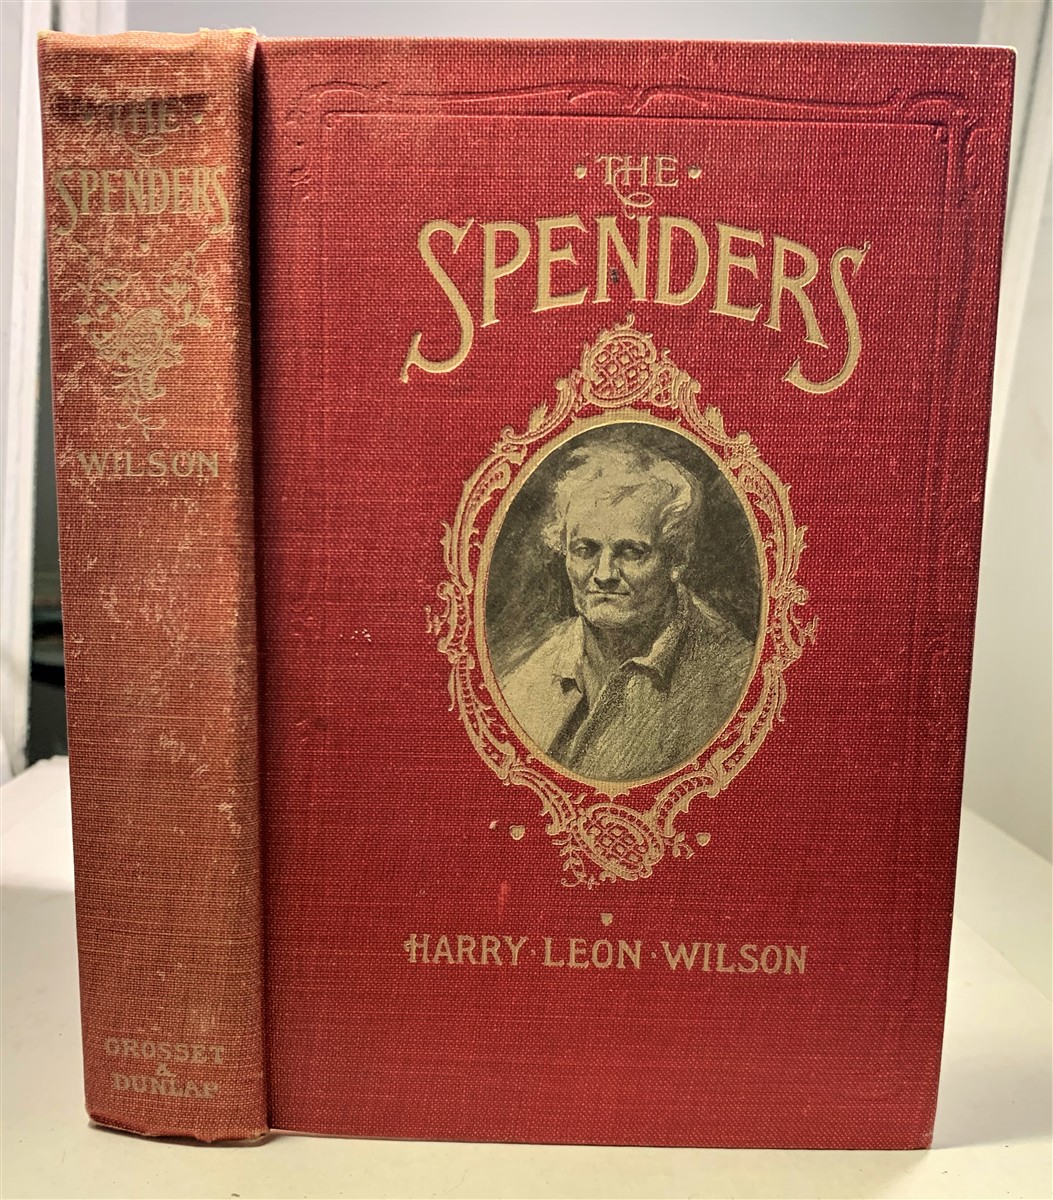 THE
SPENDERS
WILSON
GROSSET
&
DUNLAP
· THE ·
SPENDERS
HARRY · LEON · WILSON